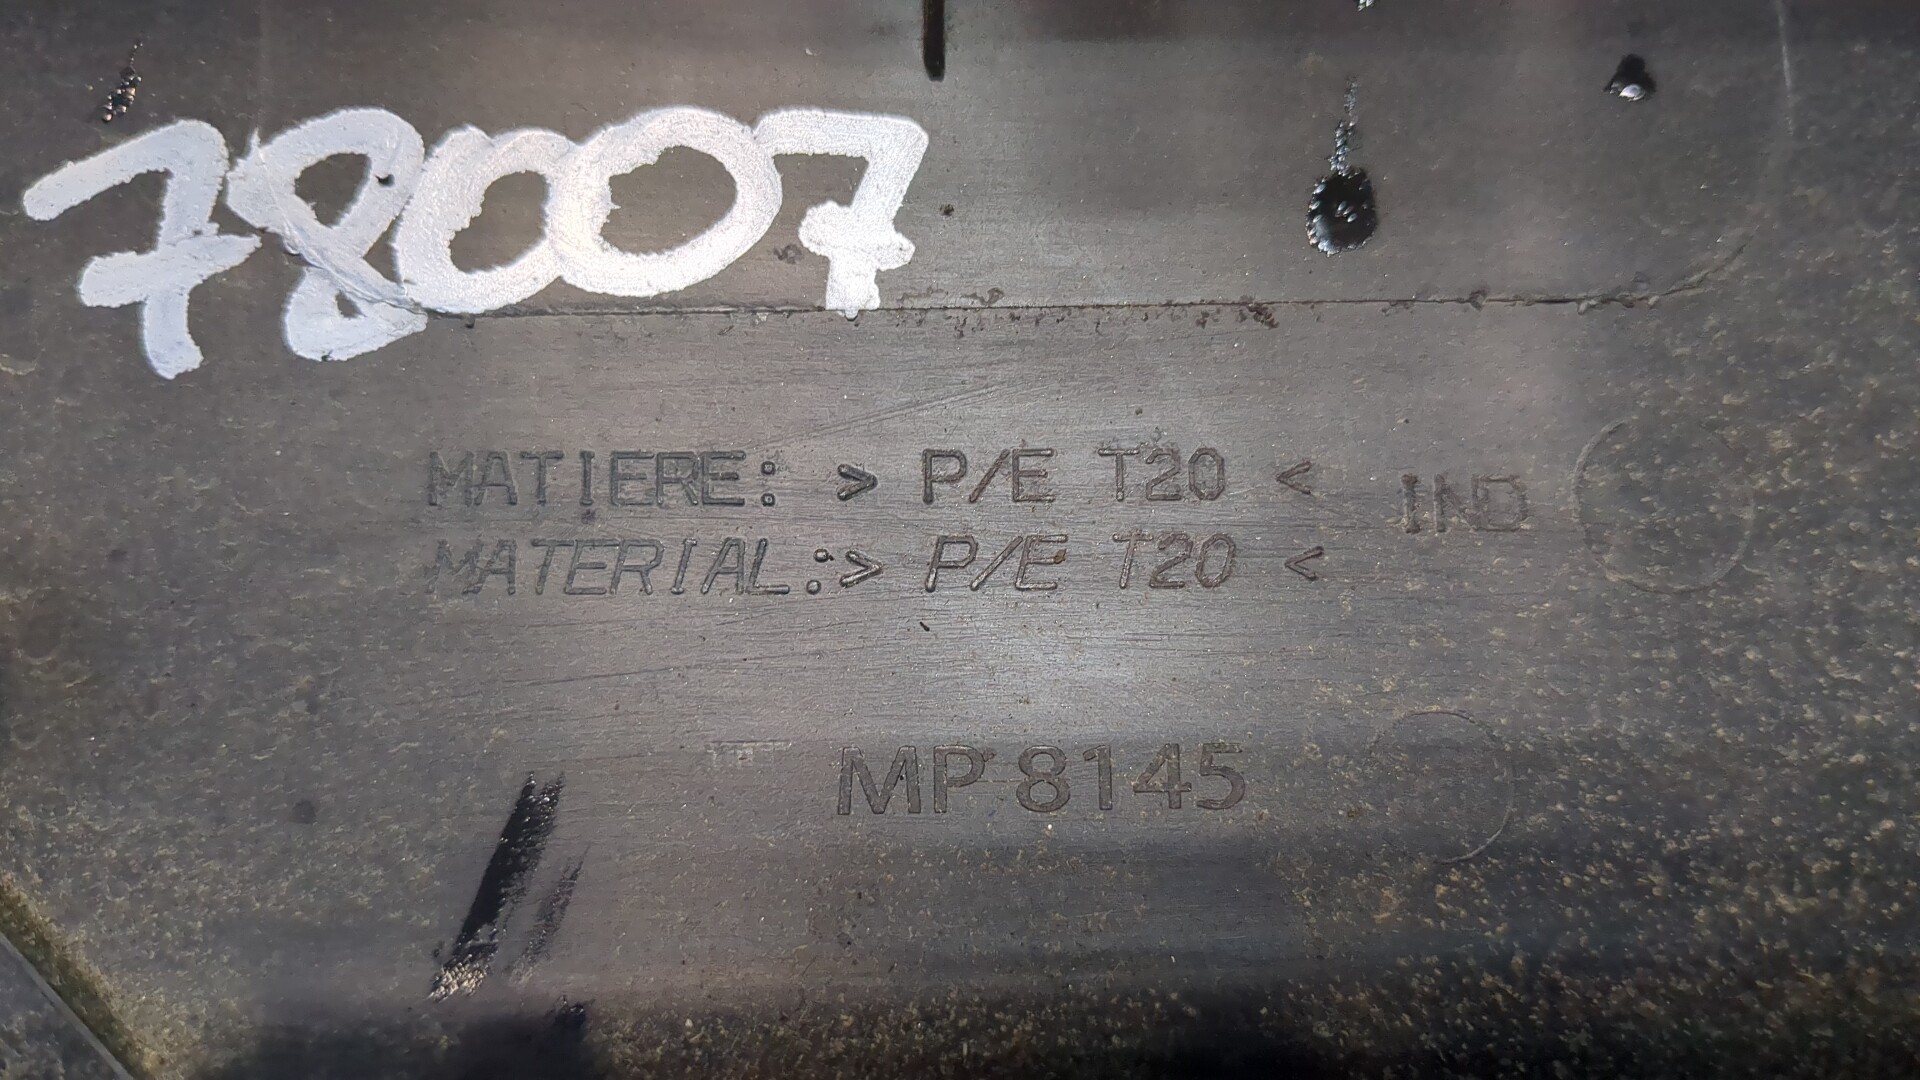 78007
MATIERE: > P/E T20 < IND
MATERIAL:> P/E T20 <
MP 8145